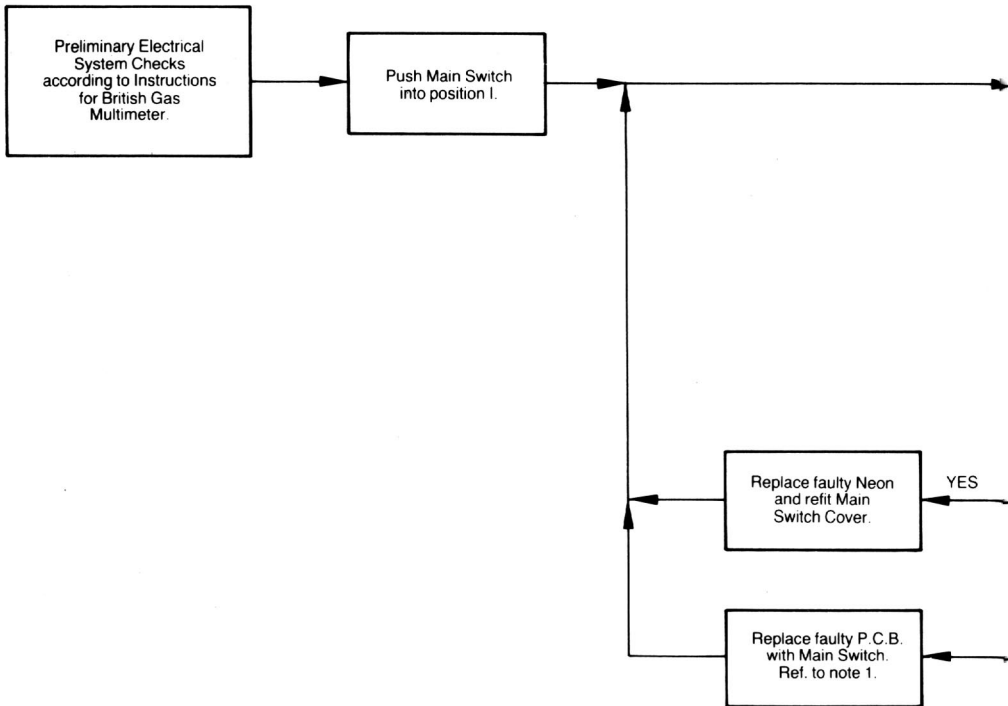 Preliminary Electrical
System Checks
according to Instructions
for British Gas
Multimeter.
Push Main Switch
into position I.
Replace faulty Neon
and refit Main
Switch Cover.
YES
Replace faulty P.C.B.
with Main Switch.
Ref. to note 1.